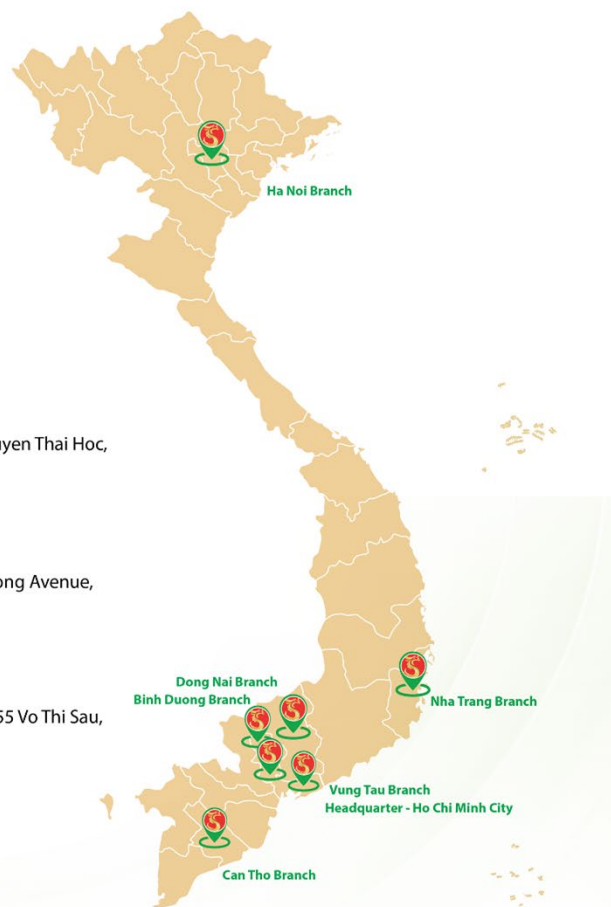 Ha Noi Branch
uyen Thai Hoc,
ong Avenue,
Dong Nai Branch
Binh Duong Branch
Nha Trang Branch
55 Vo Thi Sau,
Vung Tau Branch
Headquarter - Ho Chi Minh City
Can Tho Branch